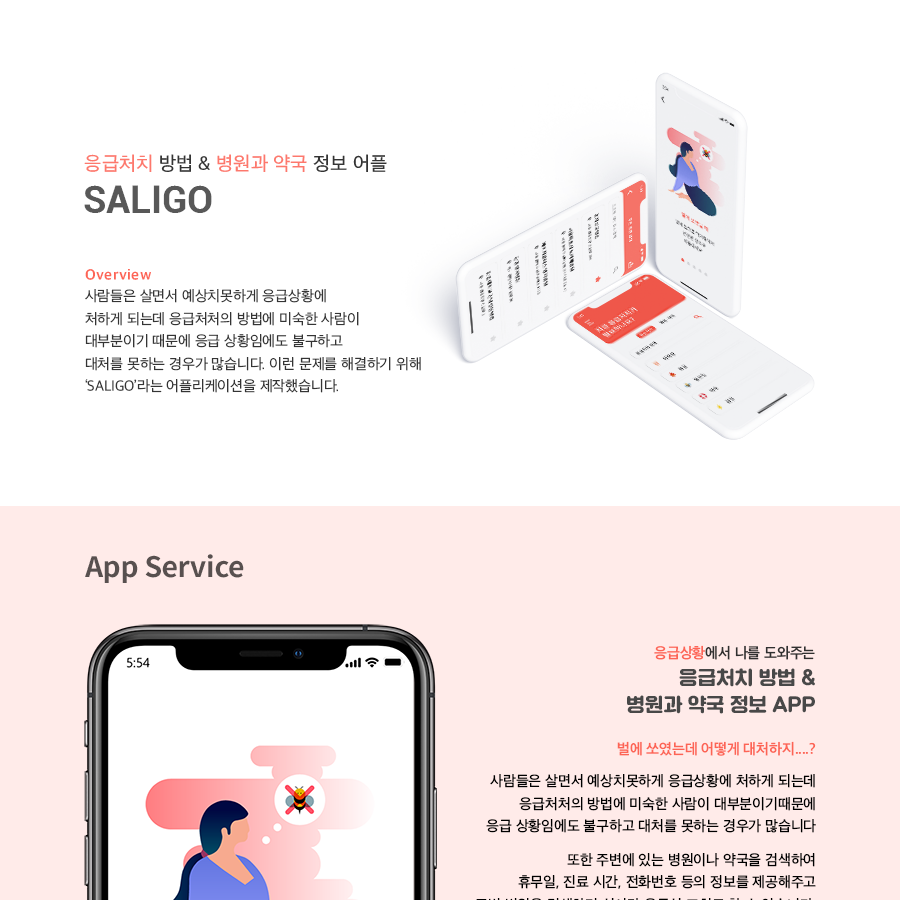 응급처치 방법 & 병원과 약국 정보 어플
SALIGO
Overview
사람들은 살면서 예상치못하게 응급상황에
처하게 되는데 응급처처의 방법에 미숙한 사람이
대부분이기 때문에 응급 상황임에도 불구하고
대처를 못하는 경우가 많습니다. 이런 문제를 해결하기 위해
‘SALIGO’라는 어플리케이션을 제작했습니다.
App Service
5:54
응급상황에서 나를 도와주는
응급처치 방법 &
병원과 약국 정보 APP
벌에 쏘였는데 어떻게 대처하지....?
사람들은 살면서 예상치못하게 응급상황에 처하게 되는데
응급처처의 방법에 미숙한 사람이 대부분이기때문에
응급 상황임에도 불구하고 대처를 못하는 경우가 많습니다
또한 주변에 있는 병원이나 약국을 검색하여
휴무일, 진료 시간, 전화번호 등의 정보를 제공해주고